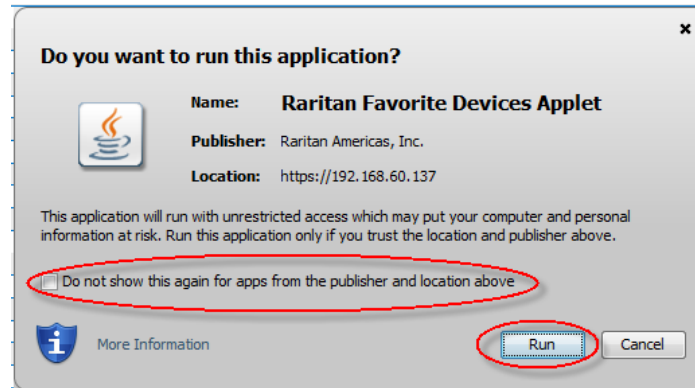 Do you want to run this application?
Name: Raritan Favorite Devices Applet
Publisher: Raritan Americas, Inc.
Location: https://192.168.60.137
This application will run with unrestricted access which may put your computer and personal
information at risk. Run this application only if you trust the location and publisher above.
Do not show this again for apps from the publisher and location above
More Information
Run
Cancel